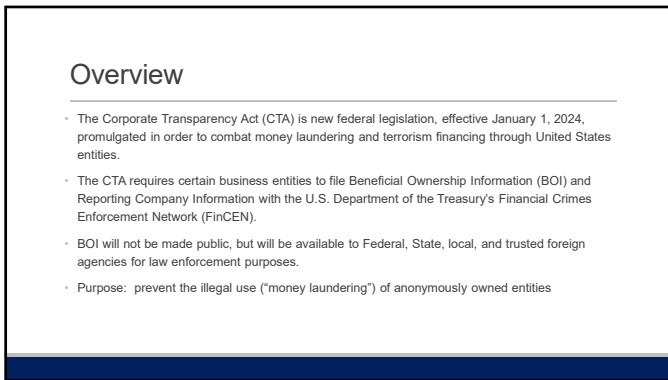 Overview
• The Corporate Transparency Act (CTA) is new federal legislation, effective January 1, 2024,
promulgated in order to combat money laundering and terrorism financing through United States
entities.
• The CTA requires certain business entities to file Beneficial Ownership Information (BOI) and
Reporting Company Information with the U.S. Department of the Treasury’s Financial Crimes
Enforcement Network (FinCEN).
• BOI will not be made public, but will be available to Federal, State, local, and trusted foreign
agencies for law enforcement purposes.
• Purpose:  prevent the illegal use (“money laundering”) of anonymously owned entities